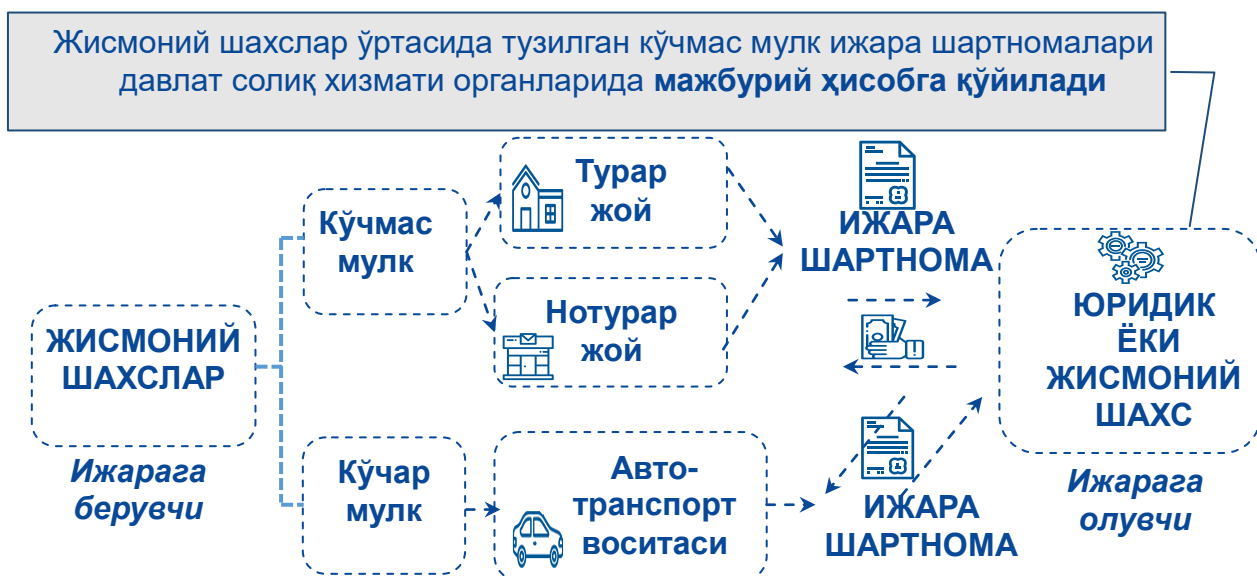 Жисмоний шахслар ўртасида тузилган кўчмас мулк ижара шартномалари
давлат солиқ хизмати органларида мажбурий ҳисобга қўйилади
ЖИСМОНИЙ
ШАХСЛАР
Ижарага
берувчи
Кўчмас
мулк
Кўчар
мулк
Турар
жой
Нотурар
жой
Авто-
транспорт
воситаси
ИЖАРА
ШАРТНОМА
ИЖАРА
ШАРТНОМА
ЮРИДИК
ЁКИ
ЖИСМОНИЙ
ШАХС
Ижарага
олувчи